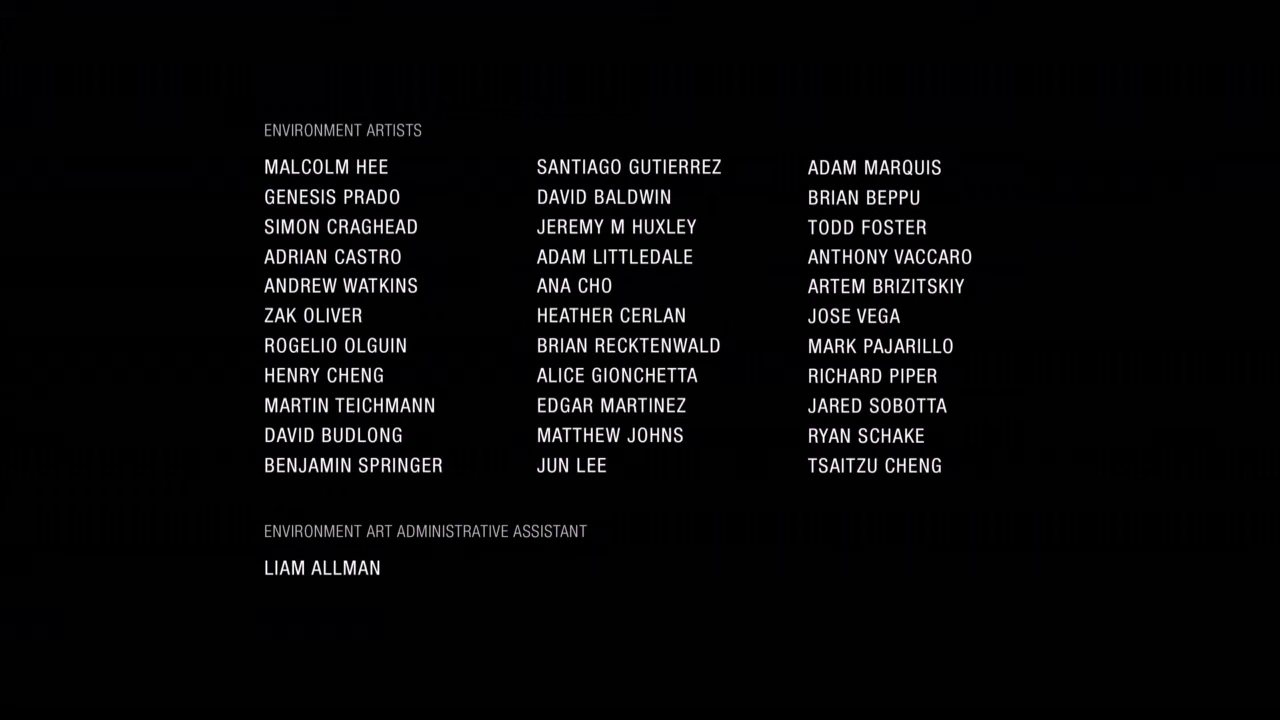 ENVIRONMENT ARTISTS
MALCOLM HEE
GENESIS PRADO
SIMON CRAGHEAD
ADRIAN CASTRO
ANDREW WATKINS
ZAK OLIVER
ROGELIO OLGUIN
HENRY CHENG
MARTIN TEICHMANN
DAVID BUDLONG
BENJAMIN SPRINGER
SANTIAGO GUTIERREZ
DAVID BALDWIN
JEREMY M HUXLEY
ADAM LITTLEDALE
ANA CHO
HEATHER CERLAN
BRIAN RECKTENWALD
ALICE GIONCHETTA
EDGAR MARTINEZ
MATTHEW JOHNS
JUN LEE
ADAM MARQUIS
BRIAN BEPPU
TODD FOSTER
ANTHONY VACCARO
ARTEM BRIZITSKIY
JOSE VEGA
MARK PAJARILLO
RICHARD PIPER
JARED SOBOTTA
RYAN SCHAKE
TSAITZU CHENG
ENVIRONMENT ART ADMINISTRATIVE ASSISTANT
LIAM ALLMAN